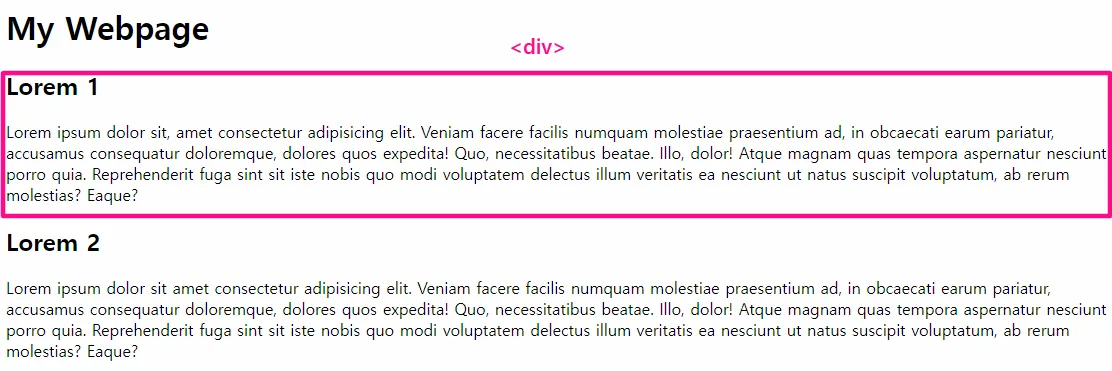 My Webpage
<div>
Lorem 1
Lorem ipsum dolor sit, amet consectetur adipisicing elit. Veniam facere facilis numquam molestiae praesentium ad, in obcaecati earum pariatur,
accusamus consequatur doloremque, dolores quos expedita! Quo, necessitatibus beatae. Illo, dolor! Atque magnam quas tempora aspernatur nesciunt
porro quia. Reprehenderit fuga sint sit iste nobis quo modi voluptatem delectus illum veritatis ea nesciunt ut natus suscipit voluptatum, ab rerum
molestias? Eaque?
Lorem 2
Lorem ipsum dolor sit amet consectetur adipisicing elit. Veniam facere facilis numquam molestiae praesentium ad, in obcaecati earum pariatur,
accusamus consequatur doloremque, dolores quos expedita! Quo, necessitatibus beatae. Illo, dolor! Atque magnam quas tempora aspernatur nesciunt
porro quia. Reprehenderit fuga sint sit iste nobis quo modi voluptatem delectus illum veritatis ea nesciunt ut natus suscipit voluptatum, ab rerum
molestias? Eaque?